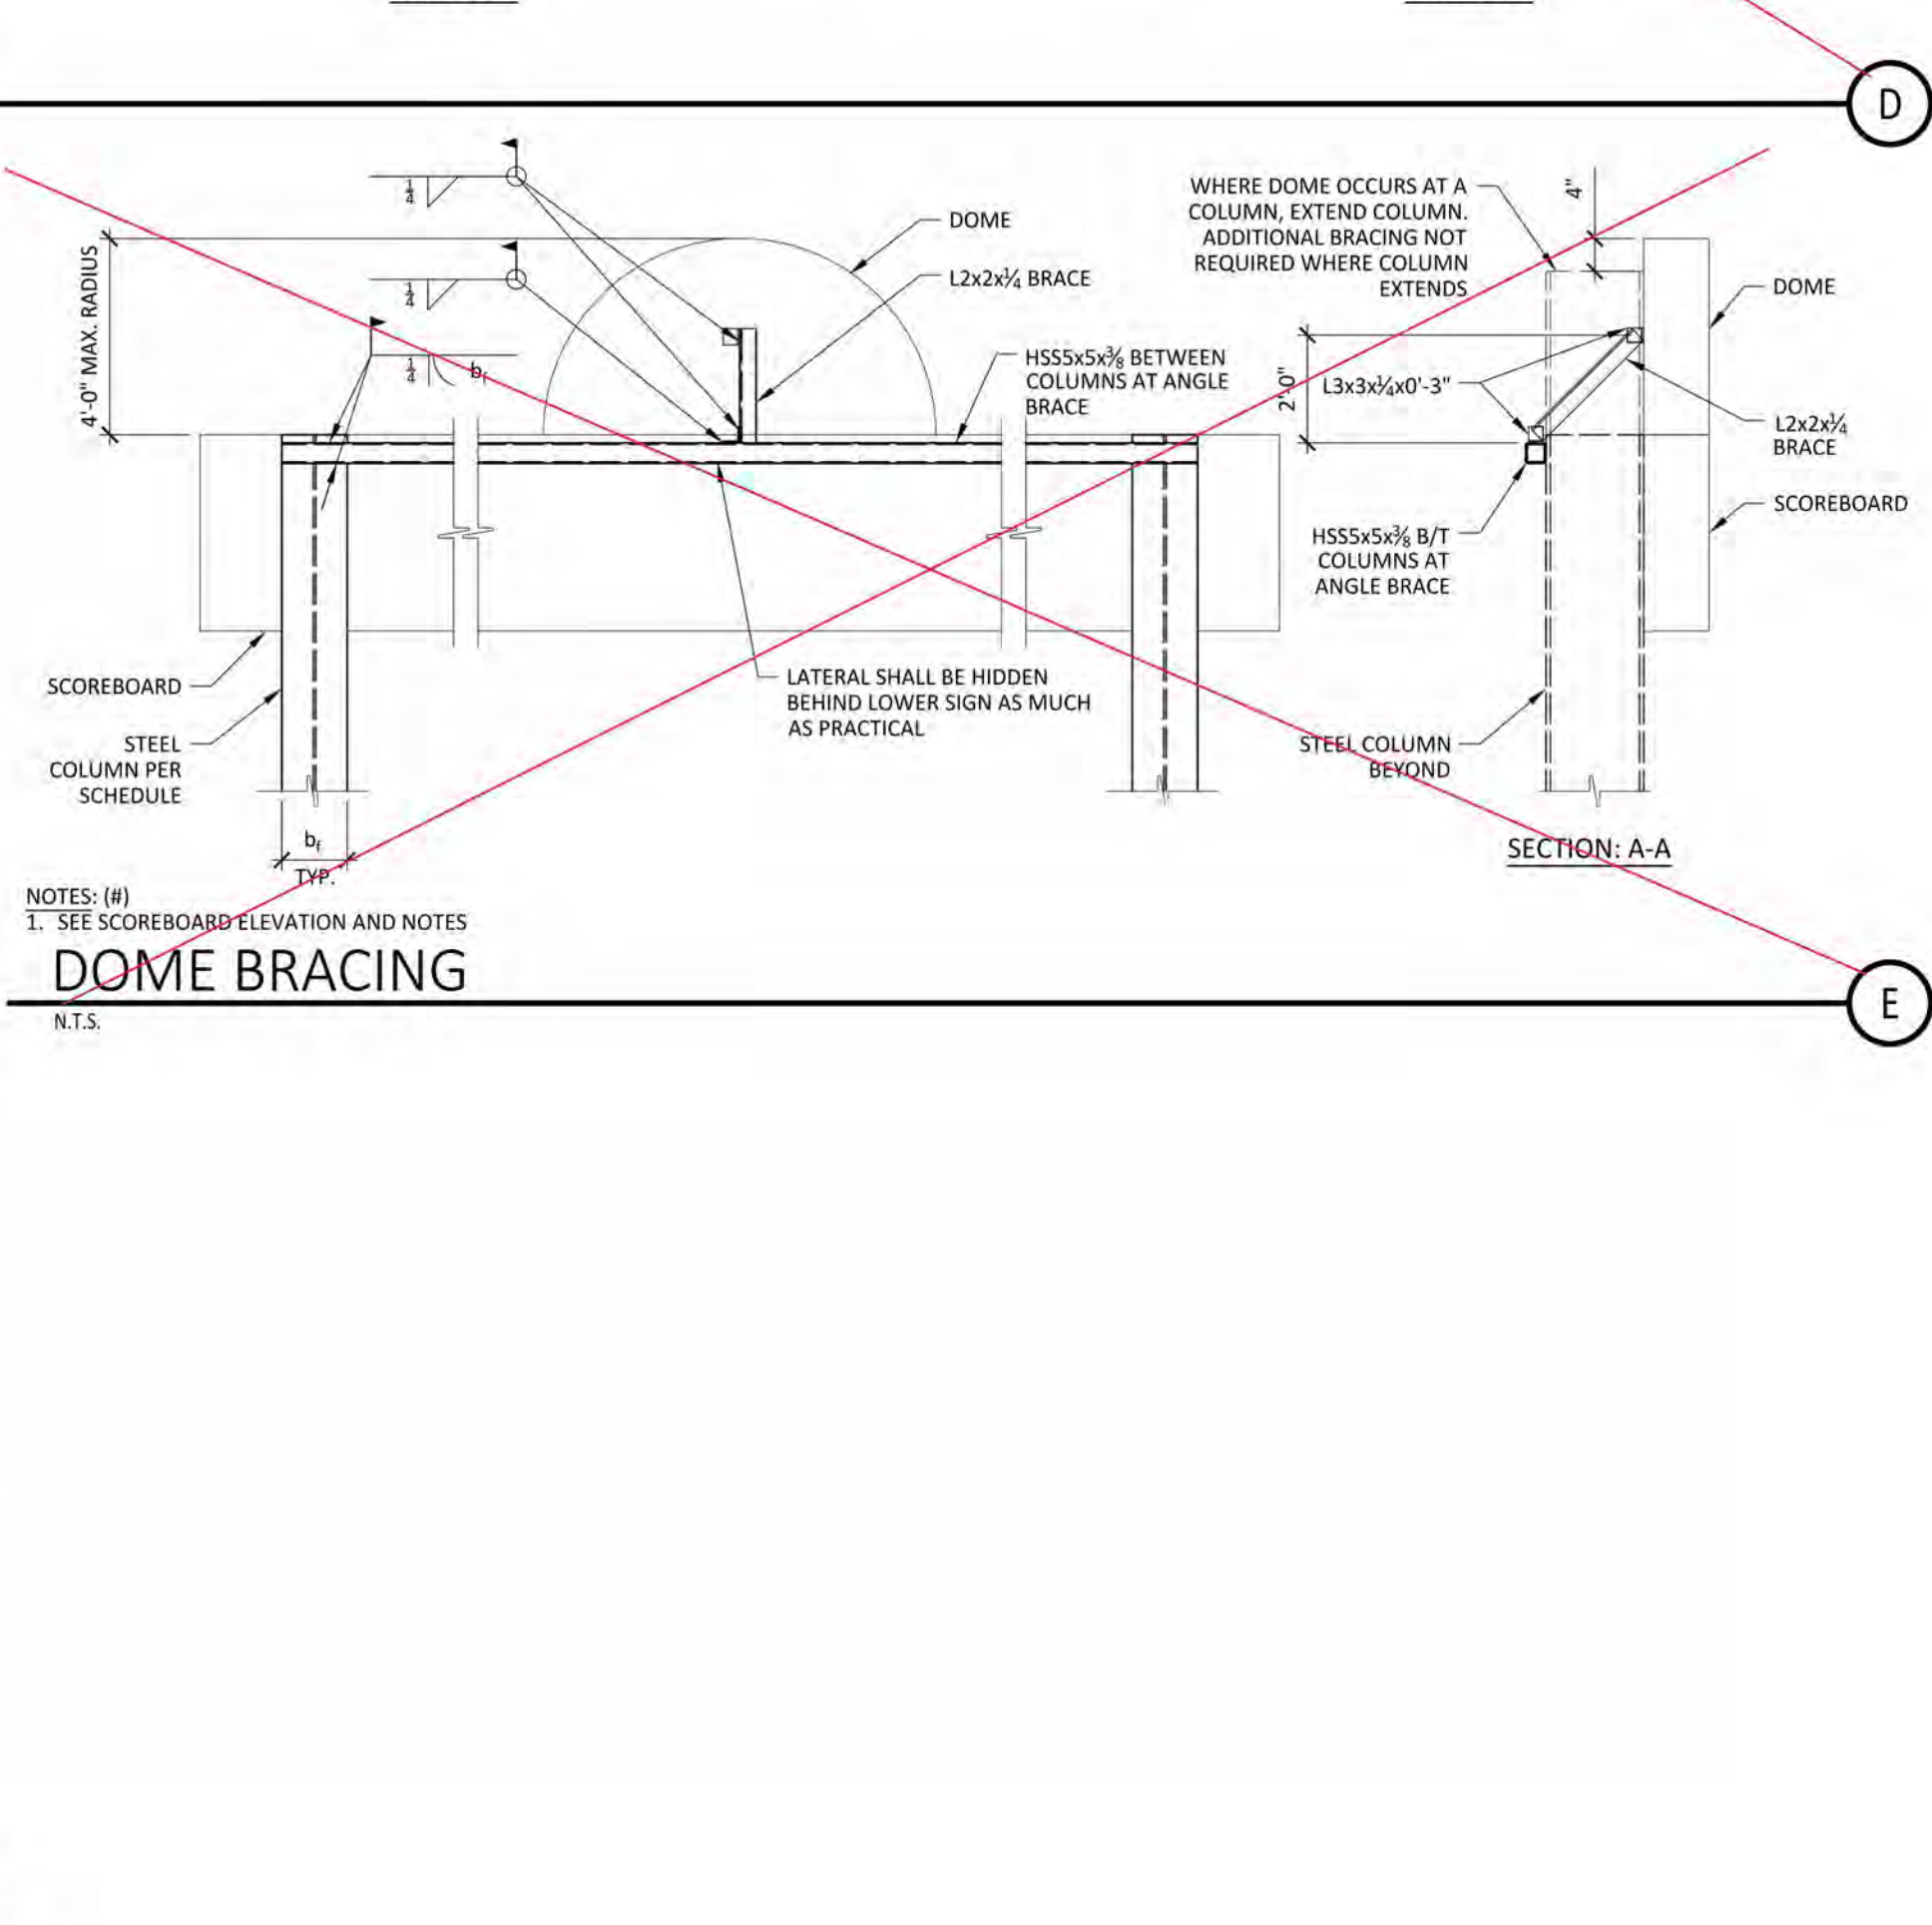 D
1/4
1/4
1/4
b_f
4'-0" MAX. RADIUS
DOME
L2x2x1/4 BRACE
HSS5x5x3/8 BETWEEN
COLUMNS AT ANGLE
BRACE
SCOREBOARD
STEEL
COLUMN PER
SCHEDULE
b_f
TYP.
LATERAL SHALL BE HIDDEN
BEHIND LOWER SIGN AS MUCH
AS PRACTICAL
WHERE DOME OCCURS AT A
COLUMN, EXTEND COLUMN.
ADDITIONAL BRACING NOT
REQUIRED WHERE COLUMN
EXTENDS
4"
DOME
2'-0"
L3x3x1/4x0'-3"
L2x2x1/4
BRACE
SCOREBOARD
HSS5x5x3/8 B/T
COLUMNS AT
ANGLE BRACE
STEEL COLUMN
BEYOND
SECTION: A-A
NOTES: (#)
1. SEE SCOREBOARD ELEVATION AND NOTES
DOME BRACING
N.T.S.
E